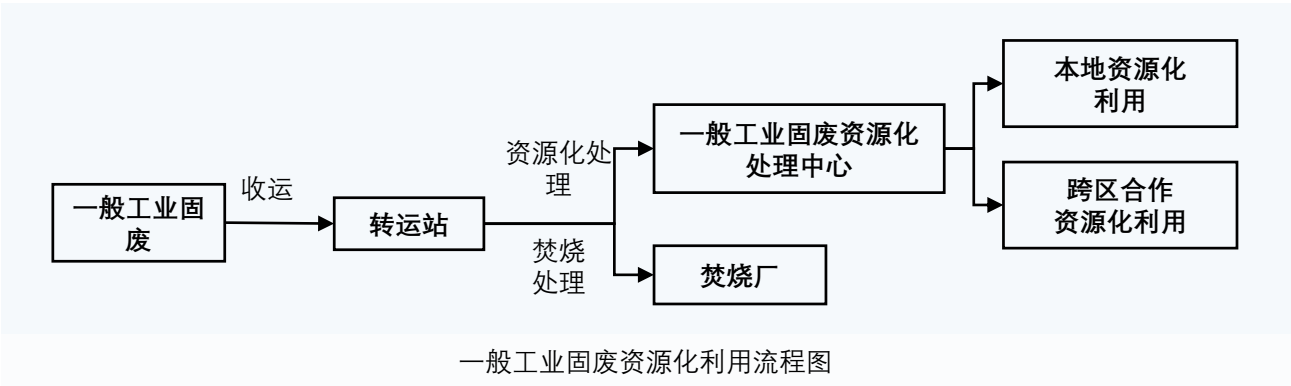 一般工业固
废
收运
转运站
资源化处
理
焚烧
处理
一般工业固废资源化
处理中心
焚烧厂
本地资源化
利用
跨区合作
资源化利用
一般工业固废资源化利用流程图